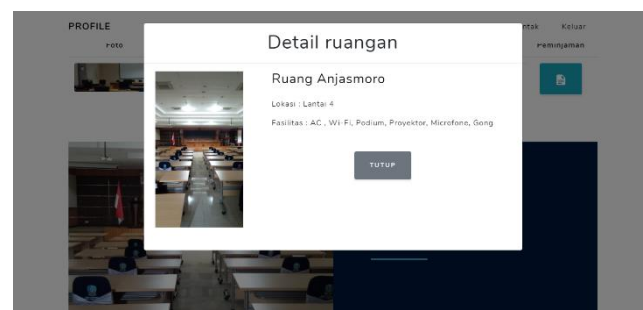 PROFILE
ntak Keluar
Foto
Peminjaman
Detail ruangan
Ruang Anjasmoro
Lokasi : Lantai 4
Fasilitas : AC , Wi-Fi, Podium, Proyektor, Microfone, Gong
TUTUP